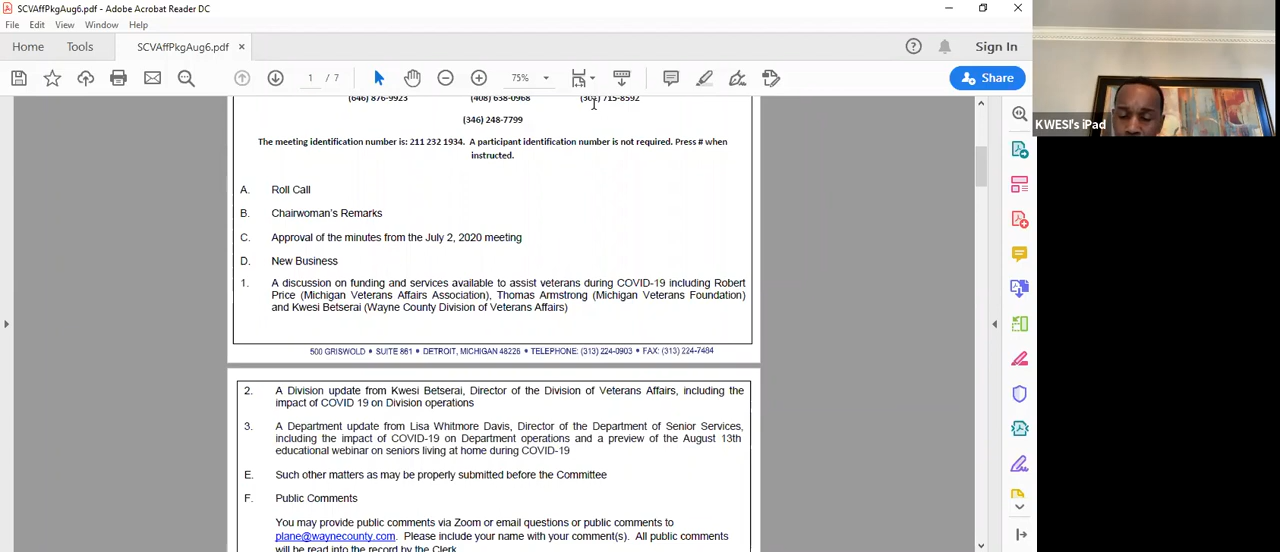 SCVAffPkgAug6.pdf - Adobe Acrobat Reader DC
File Edit View Window Help
Home Tools SCVAffPkgAug6.pdf × Sign In
1 / 7 75% Share
(646) 876-9923 (408) 638-0968 (301) 715-8592
(346) 248-7799
The meeting identification number is: 211 232 1934. A participant identification number is not required. Press # when
instructed.
A. Roll Call
B. Chairwoman's Remarks
C. Approval of the minutes from the July 2, 2020 meeting
D. New Business
1. A discussion on funding and services available to assist veterans during COVID-19 including Robert
Price (Michigan Veterans Affairs Association), Thomas Armstrong (Michigan Veterans Foundation)
and Kwesi Betserai (Wayne County Division of Veterans Affairs)
500 GRISWOLD • SUITE 861 • DETROIT, MICHIGAN 48226 • TELEPHONE: (313) 224-0903 • FAX: (313) 224-7484
2. A Division update from Kwesi Betserai, Director of the Division of Veterans Affairs, including the
impact of COVID 19 on Division operations
3. A Department update from Lisa Whitmore Davis, Director of the Department of Senior Services,
including the impact of COVID-19 on Department operations and a preview of the August 13th
educational webinar on seniors living at home during COVID-19
E. Such other matters as may be properly submitted before the Committee
F. Public Comments
You may provide public comments via Zoom or email questions or public comments to
plane@waynecounty.com. Please include your name with your comment(s). All public comments
will be read into the record by the Clerk.
KWESI's iPad